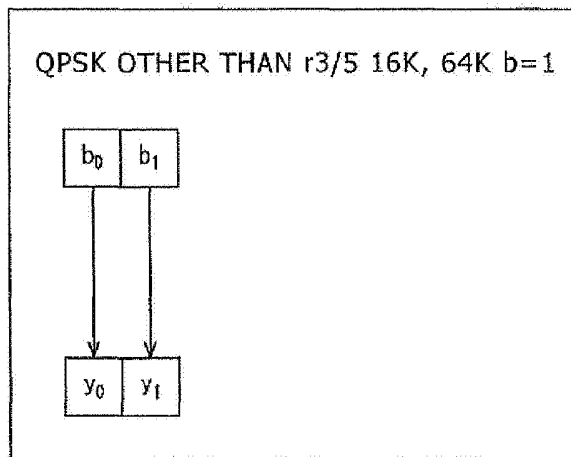 QPSK OTHER THAN r3/5 16K, 64K b=1
b₀ b₁
y₀ y₁